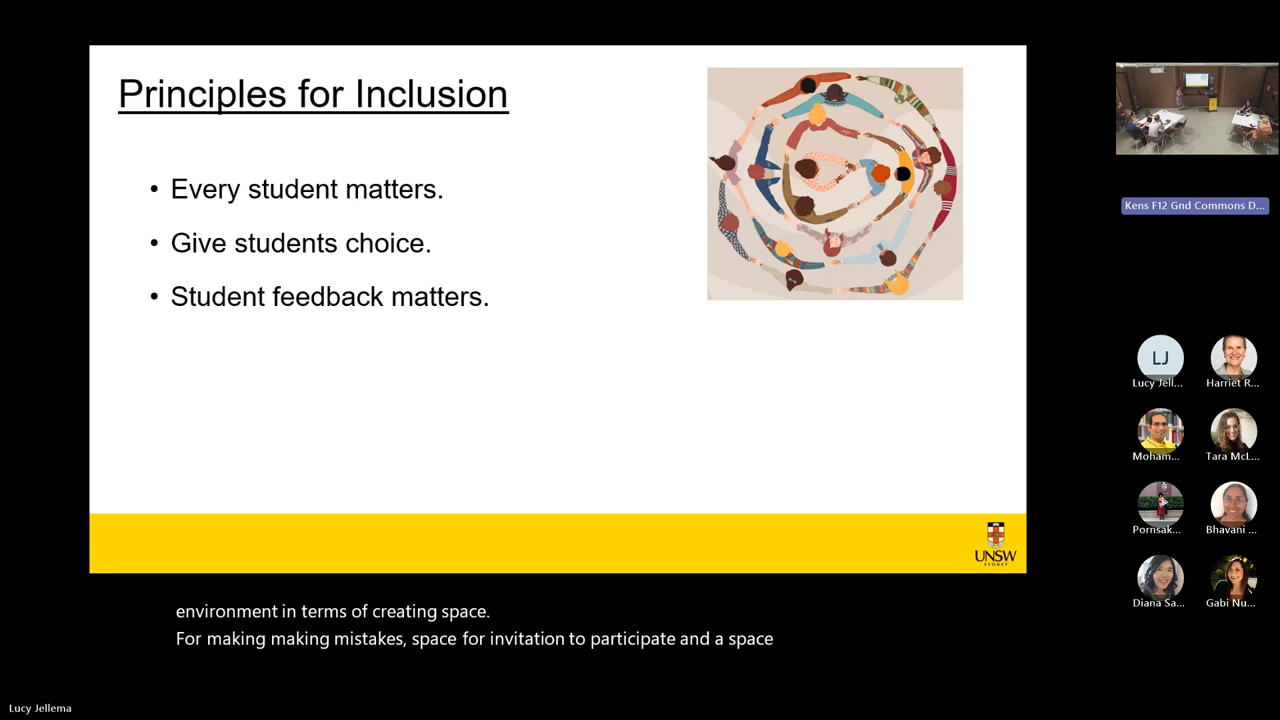 Principles for Inclusion
• Every student matters.
• Give students choice.
• Student feedback matters.
UNSW
SYDNEY
environment in terms of creating space.
For making making mistakes, space for invitation to participate and a space
Lucy Jellema
Kens F12 Gnd Commons D...
LJ
Lucy Jell...
Harriet R...
Moham...
Tara McL...
Pornsak...
Bhavani ...
Diana Sa...
Gabi Nu...